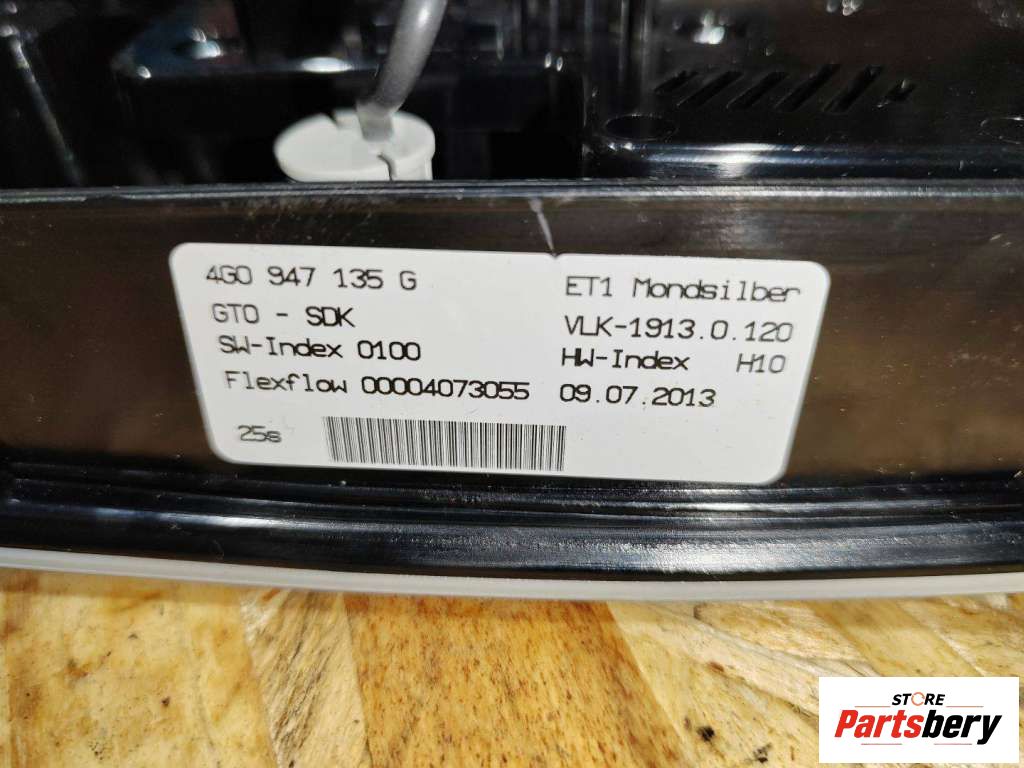 4G0 947 135 G
ET1 Mondsilber
GTO - SDK
VLK-1913.0.120
SW-Index 0100
HW-Index H10
Flexflow 00004073055
09.07.2013
25s
STORE
Partsbery